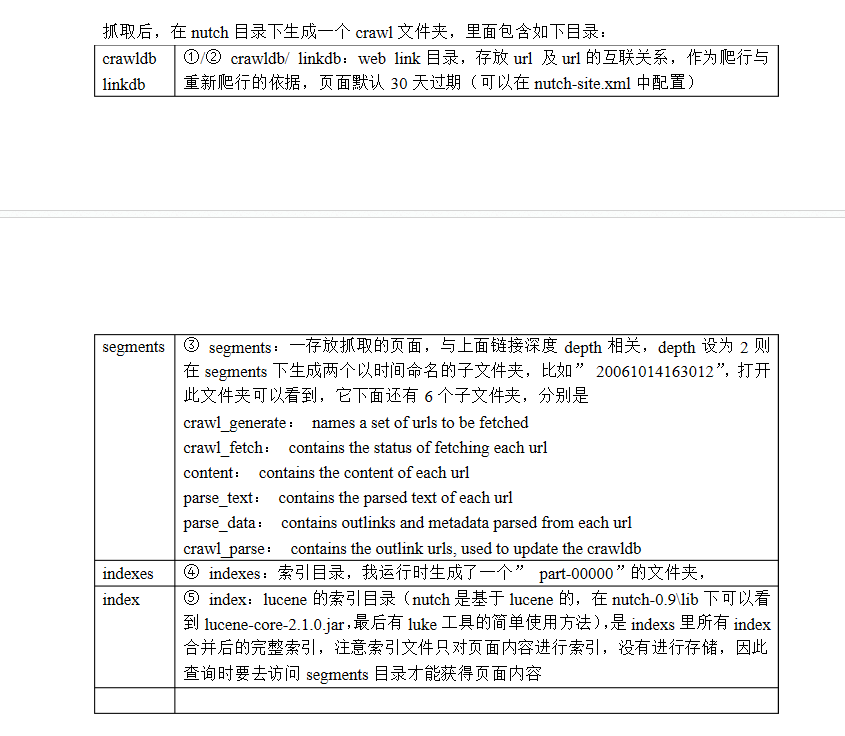 抓取后，在 nutch 目录下生成一个 crawl 文件夹，里面包含如下目录：
crawldb
linkdb
①/② crawldb/ linkdb：web link 目录，存放 url 及 url 的互联关系，作为爬行与
重新爬行的依据，页面默认 30 天过期（可以在 nutch-site.xml 中配置）
segments
③ segments：一存放抓取的页面，与上面链接深度 depth 相关，depth 设为 2 则
在 segments 下生成两个以时间命名的子文件夹，比如” 20061014163012”，打开
此文件夹可以看到，它下面还有 6 个子文件夹，分别是
crawl_generate： names a set of urls to be fetched
crawl_fetch： contains the status of fetching each url
content： contains the content of each url
parse_text： contains the parsed text of each url
parse_data： contains outlinks and metadata parsed from each url
crawl_parse： contains the outlink urls, used to update the crawldb
indexes
④ indexes：索引目录，我运行时生成了一个” part-00000”的文件夹，
index
⑤ index：lucene 的索引目录（nutch 是基于 lucene 的，在 nutch-0.9\lib 下可以看
到 lucene-core-2.1.0.jar，最后有 luke 工具的简单使用方法），是 indexs 里所有 index
合并后的完整索引，注意索引文件只对页面内容进行索引，没有进行存储，因此
查询时要去访问 segments 目录才能获得页面内容